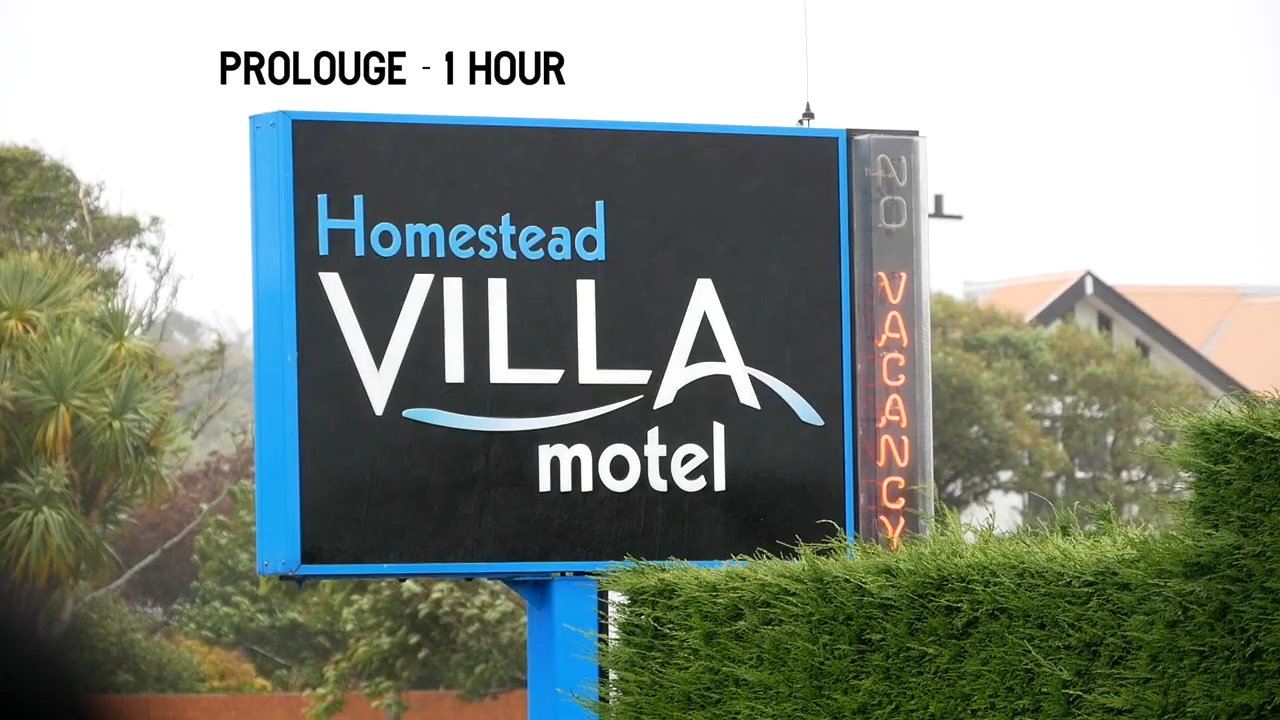 PROLOUGE - 1 HOUR
Homestead
VILLA
motel
NO
VACANCY